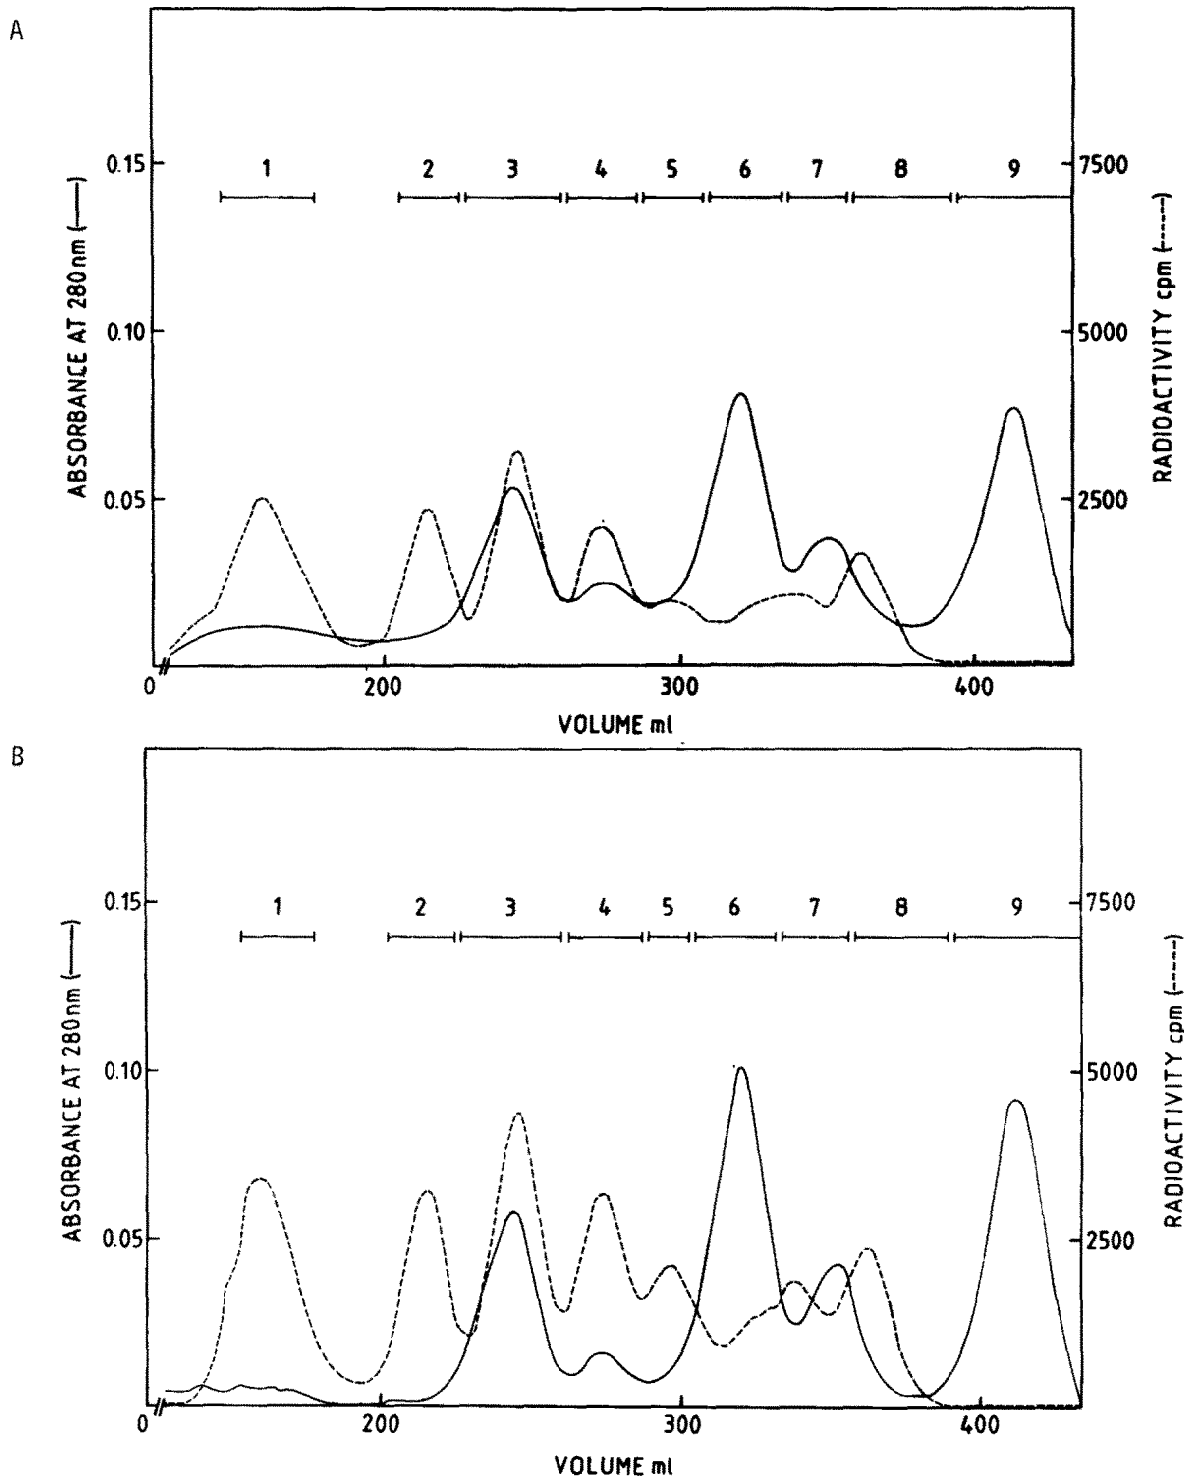 A
1 2 3 4 5 6 7 8 9
0.15
0.10
0.05
ABSORBANCE AT 280nm (——)
7500
5000
2500
RADIOACTIVITY cpm (-----)
0 200 300 400
VOLUME ml
B
1 2 3 4 5 6 7 8 9
0.15
0.10
0.05
ABSORBANCE AT 280nm (——)
7500
5000
2500
RADIOACTIVITY cpm (-----)
0 200 300 400
VOLUME ml